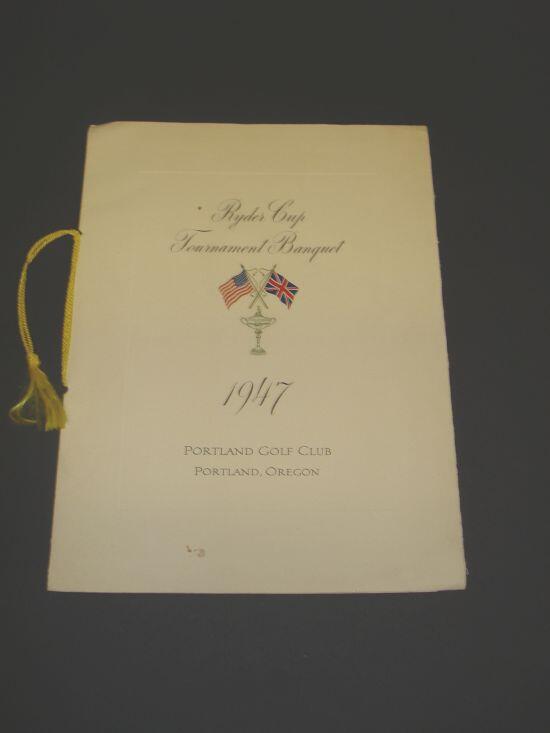 Ryder Cup
Tournament Banquet
1947
Portland Golf Club
Portland, Oregon